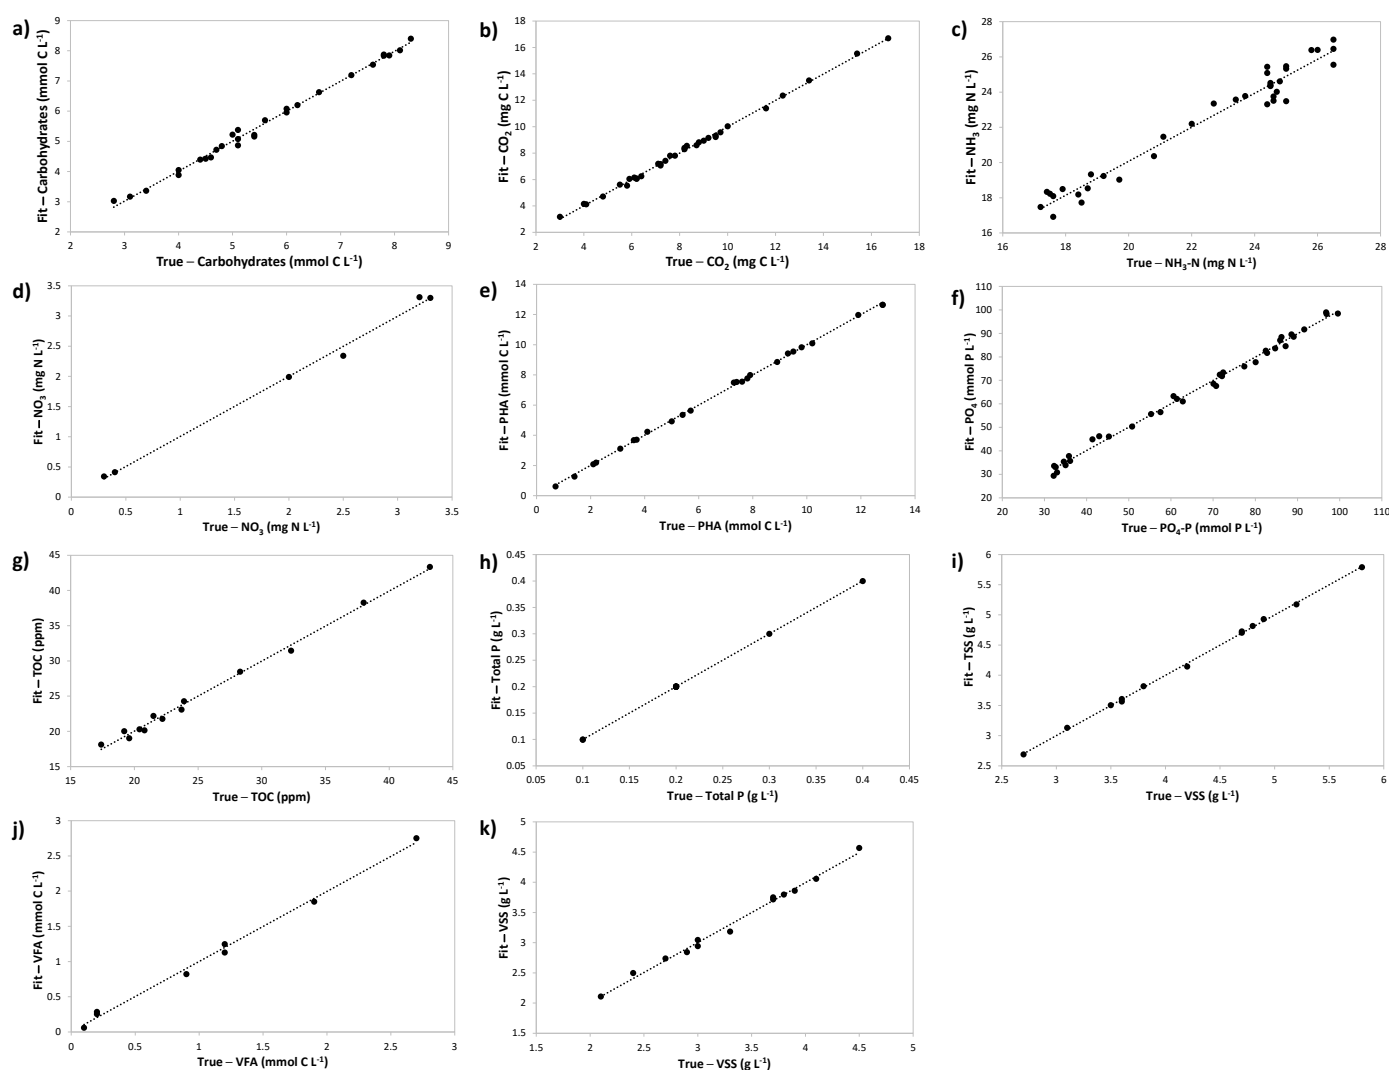 a)
9
8
7
6
5
4
3
2
2 3 4 5 6 7 8 9
Fit – Carbohydrates (mmol C L⁻¹)
True – Carbohydrates (mmol C L⁻¹)
b)
18
16
14
12
10
8
6
4
2
2 4 6 8 10 12 14 16 18
Fit – CO₂ (mg C L⁻¹)
True – CO₂ (mg C L⁻¹)
c)
28
26
24
22
20
18
16
16 18 20 22 24 26 28
Fit – NH₃ (mg N L⁻¹)
True – NH₃-N (mg N L⁻¹)
d)
3.5
3
2.5
2
1.5
1
0.5
0
0 0.5 1 1.5 2 2.5 3 3.5
Fit – NO₃ (mg N L⁻¹)
True – NO₃ (mg N L⁻¹)
e)
14
12
10
8
6
4
2
0
0 2 4 6 8 10 12 14
Fit – PHA (mmol C L⁻¹)
True – PHA (mmol C L⁻¹)
f)
110
100
90
80
70
60
50
40
30
20
20 30 40 50 60 70 80 90 100 110
Fit – PO₄ (mmol P L⁻¹)
True – PO₄-P (mmol P L⁻¹)
g)
45
40
35
30
25
20
15
15 20 25 30 35 40 45
Fit – TOC (ppm)
True – TOC (ppm)
h)
0.45
0.4
0.35
0.3
0.25
0.2
0.15
0.1
0.05
0.05 0.1 0.15 0.2 0.25 0.3 0.35 0.4 0.45
Fit – Total P (g L⁻¹)
True – Total P (g L⁻¹)
i)
6
5.5
5
4.5
4
3.5
3
2.5
2.5 3 3.5 4 4.5 5 5.5 6
Fit – TSS (g L⁻¹)
True – VSS (g L⁻¹)
j)
3
2.5
2
1.5
1
0.5
0
0 0.5 1 1.5 2 2.5 3
Fit – VFA (mmol C L⁻¹)
True – VFA (mmol C L⁻¹)
k)
5
4.5
4
3.5
3
2.5
2
1.5
1.5 2 2.5 3 3.5 4 4.5 5
Fit – VSS (g L⁻¹)
True – VSS (g L⁻¹)